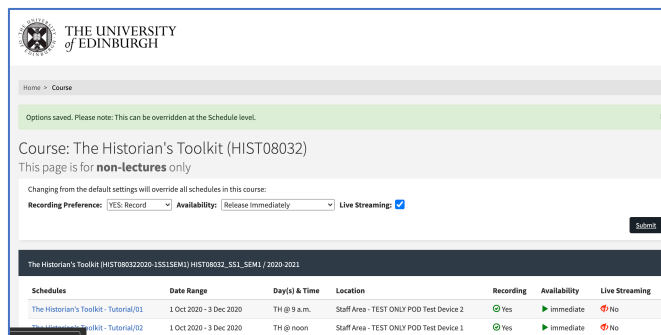 THE UNIVERSITY
of EDINBURGH
Home > Course
Options saved. Please note: This can be overridden at the Schedule level.
Course: The Historian's Toolkit (HIST08032)
This page is for non-lectures only
Changing from the default settings will override all schedules in this course:
Recording Preference: YES: Record Availability: Release Immediately Live Streaming:
Submit
The Historian's Toolkit (HIST080322020-1SS1SEM1) HIST08032_SS1_SEM1 / 2020-2021
Schedules Date Range Day(s) & Time Location Recording Availability Live Streaming
The Historian's Toolkit - Tutorial/01 1 Oct 2020 - 3 Dec 2020 TH @ 9 a.m. Staff Area - TEST ONLY POD Test Device 2 Yes immediate No
The Historian's Toolkit - Tutorial/02 1 Oct 2020 - 3 Dec 2020 TH @ noon Staff Area - TEST ONLY POD Test Device 1 Yes immediate No